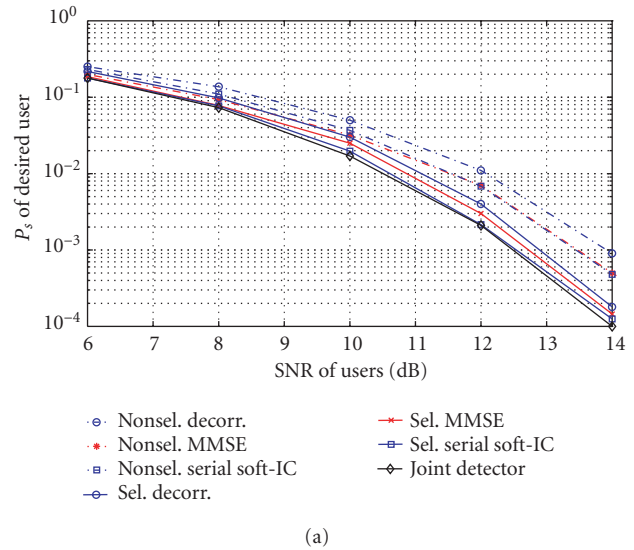 10^0
10^−1
10^−2
10^−3
10^−4
P_s of desired user
6 7 8 9 10 11 12 13 14
SNR of users (dB)
Nonsel. decorr.
Nonsel. MMSE
Nonsel. serial soft-IC
Sel. decorr.
Sel. MMSE
Sel. serial soft-IC
Joint detector
(a)